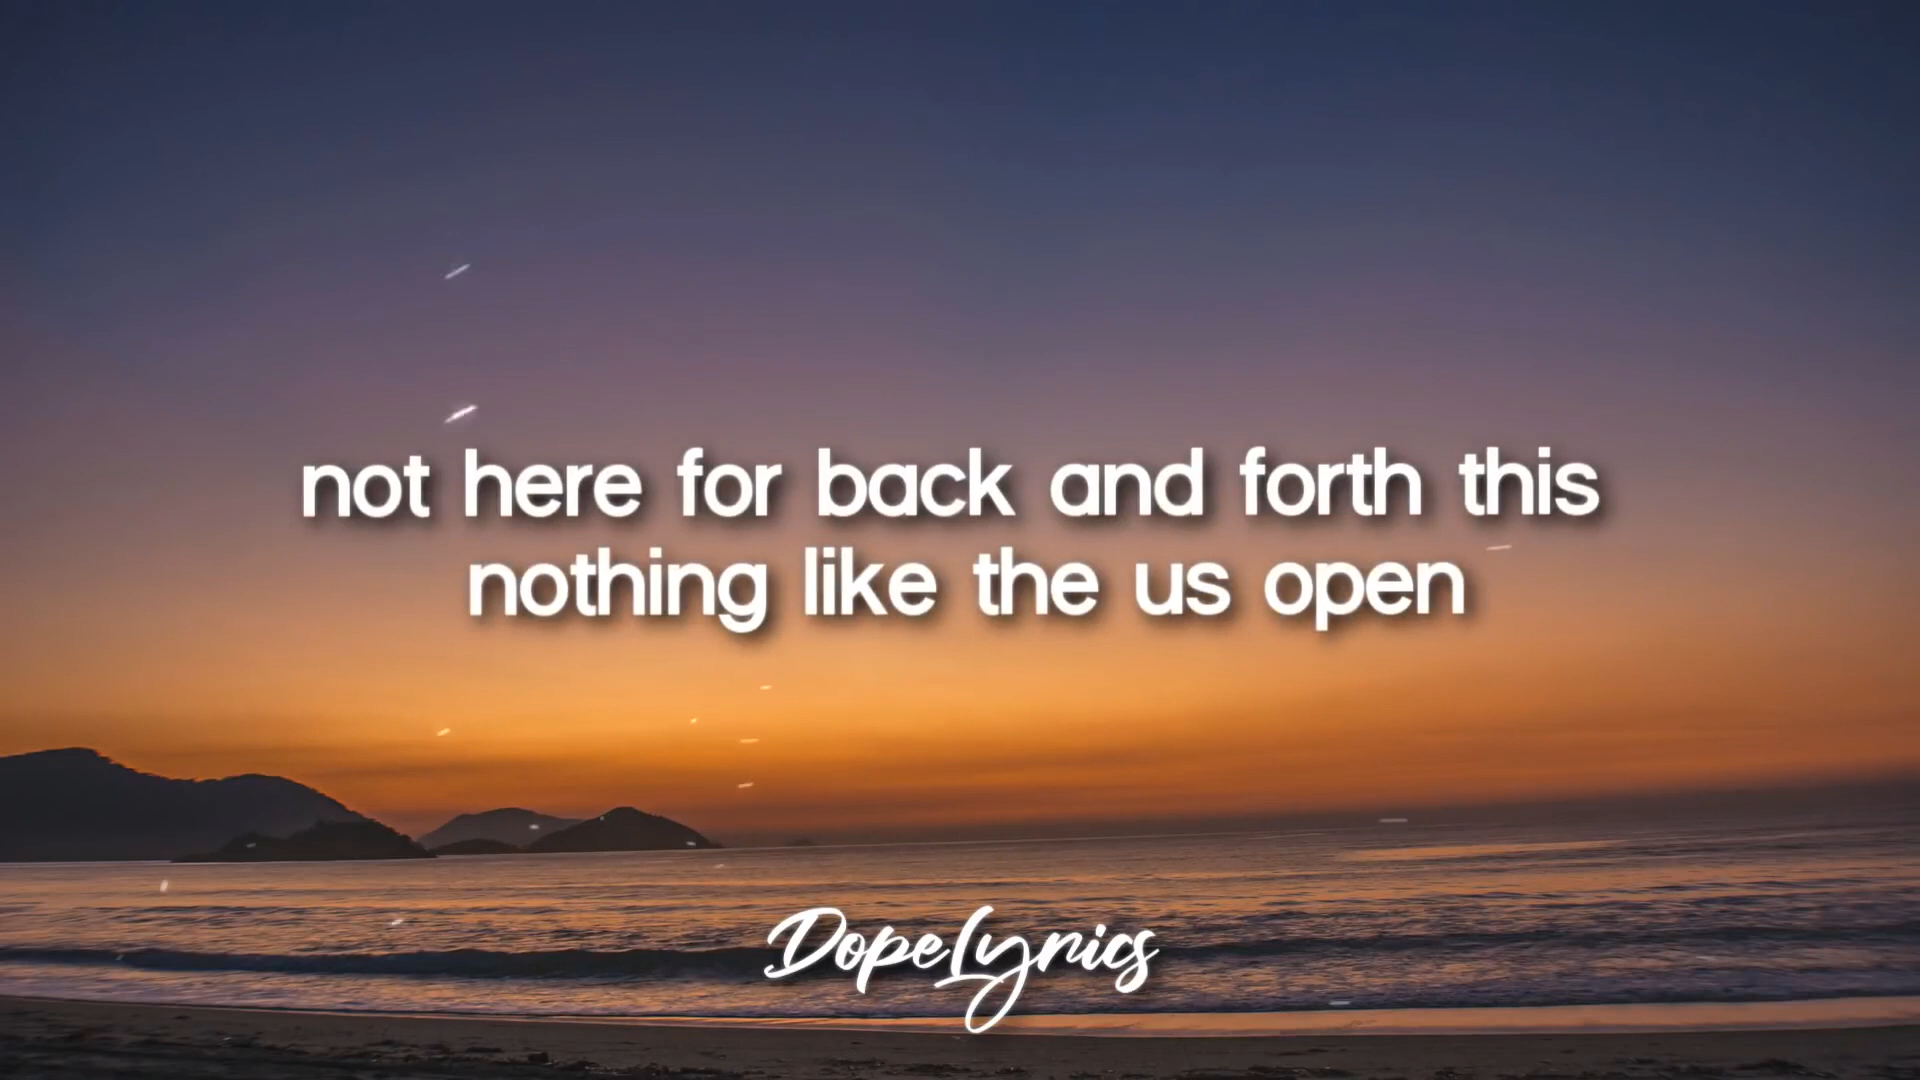 not here for back and forth this
nothing like the us open
DopeLyrics